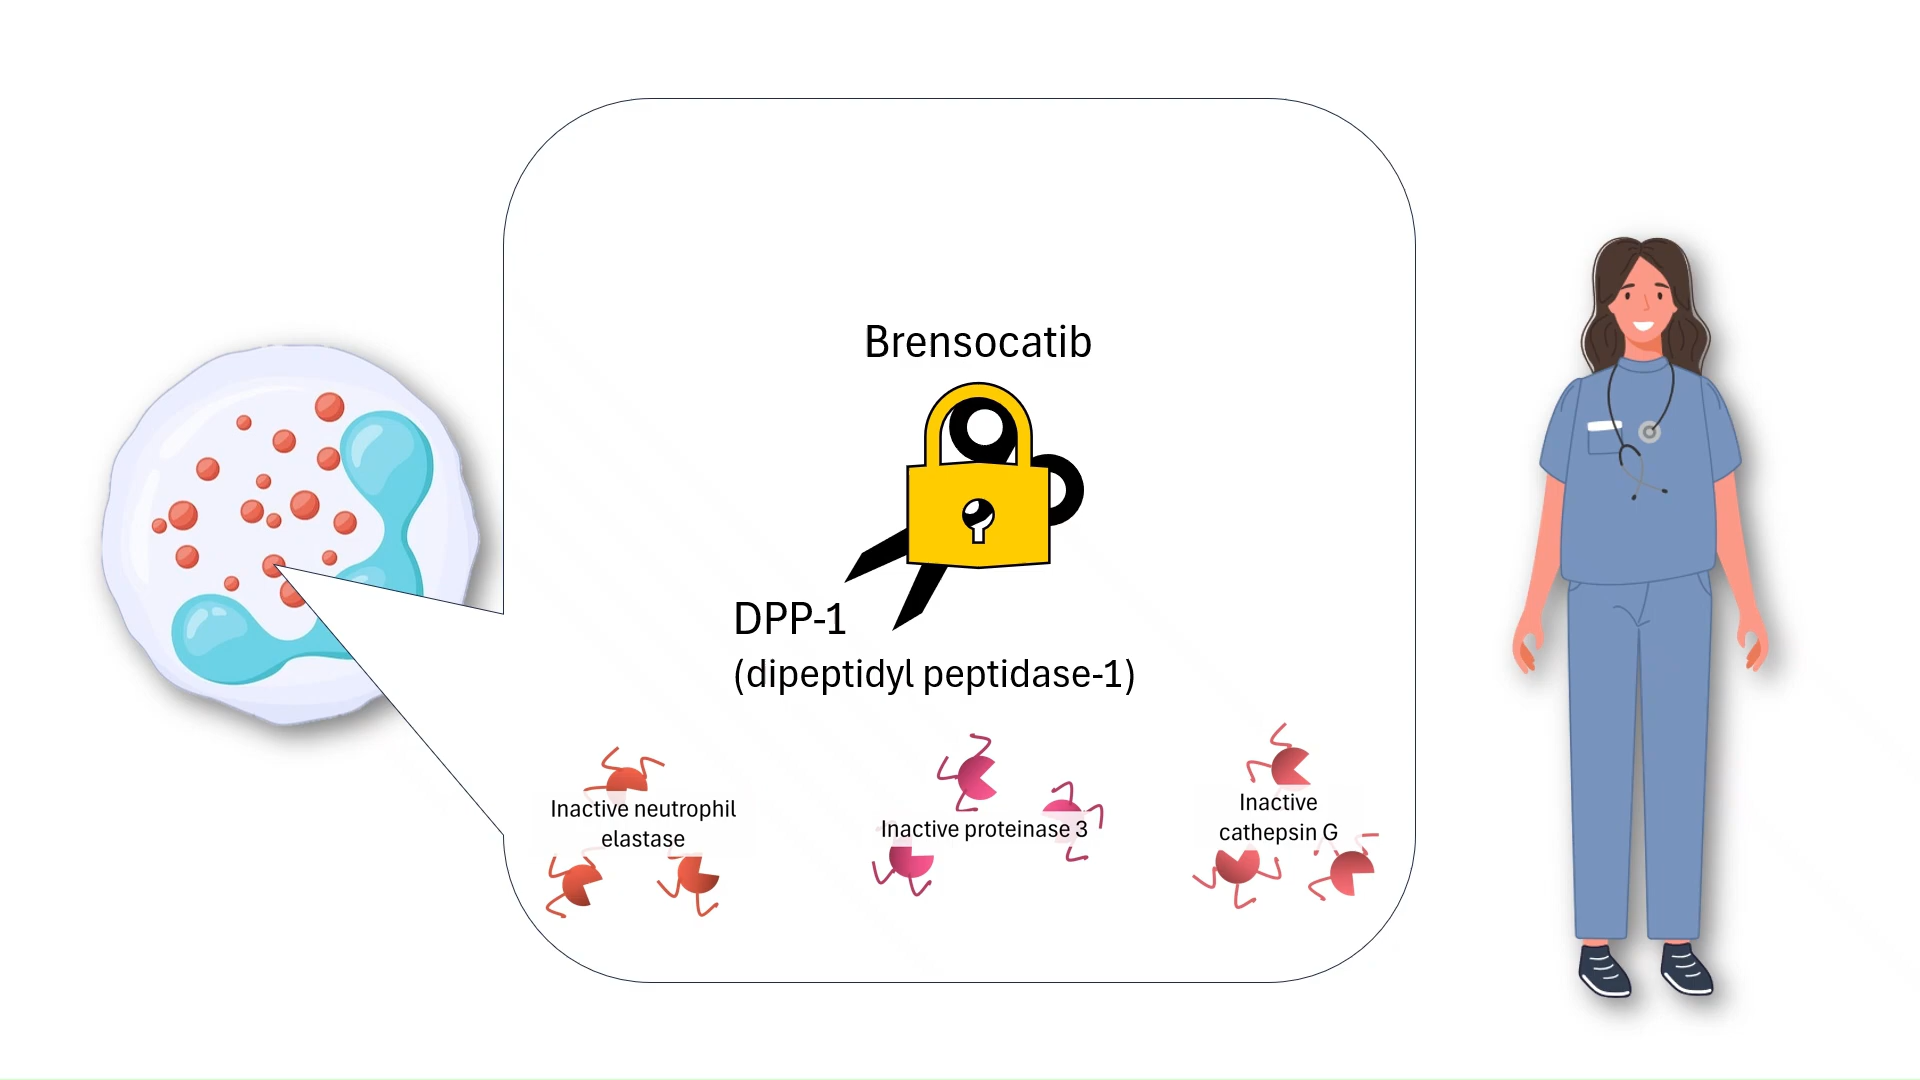 Brensocatib
DPP-1
(dipeptidyl peptidase-1)
Inactive neutrophil
elastase
Inactive proteinase 3
Inactive
cathepsin G